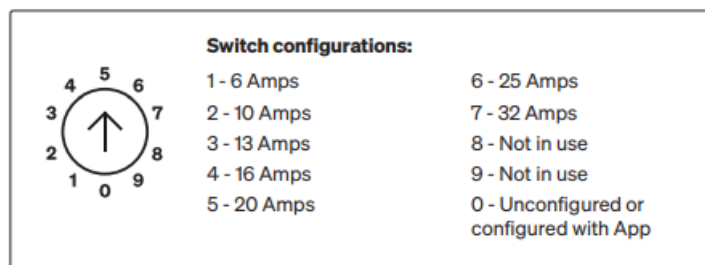 Switch configurations:
5
4
6
3
7
2
8
1
0
9
1 - 6 Amps
2 - 10 Amps
3 - 13 Amps
4 - 16 Amps
5 - 20 Amps
6 - 25 Amps
7 - 32 Amps
8 - Not in use
9 - Not in use
0 - Unconfigured or
configured with App